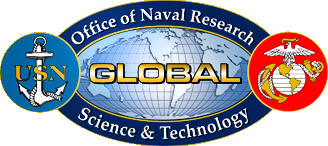 Office of Naval Research
USN
GLOBAL
Science & Technology